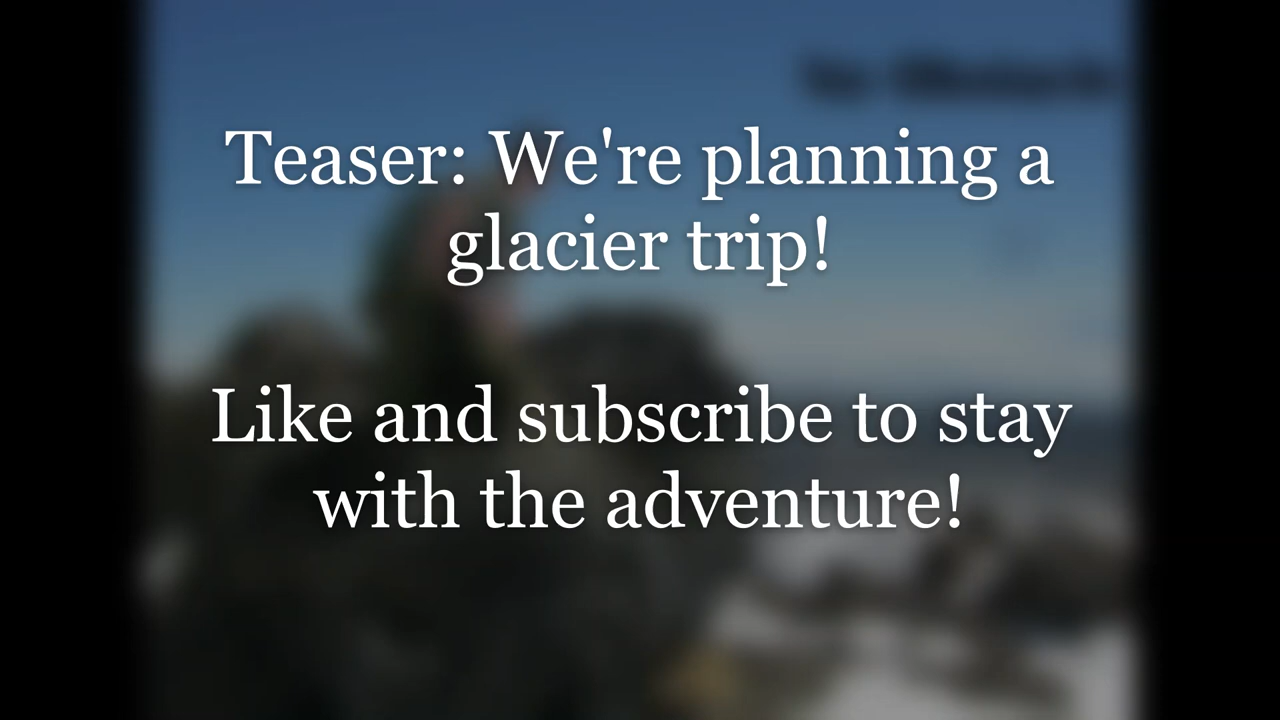 Teaser: We're planning a
glacier trip!
Like and subscribe to stay
with the adventure!